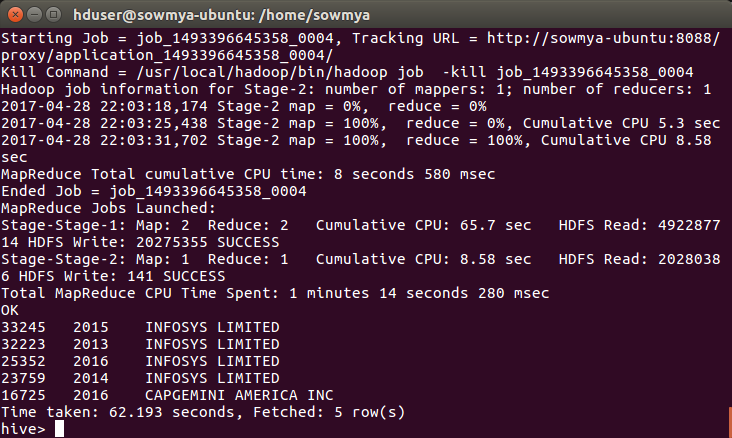 hduser@sowmya-ubuntu: /home/sowmya
Starting Job = job_1493396645358_0004, Tracking URL = http://sowmya-ubuntu:8088/
proxy/application_1493396645358_0004/
Kill Command = /usr/local/hadoop/bin/hadoop job  -kill job_1493396645358_0004
Hadoop job information for Stage-2: number of mappers: 1; number of reducers: 1
2017-04-28 22:03:18,174 Stage-2 map = 0%,  reduce = 0%
2017-04-28 22:03:25,438 Stage-2 map = 100%,  reduce = 0%, Cumulative CPU 5.3 sec
2017-04-28 22:03:31,702 Stage-2 map = 100%,  reduce = 100%, Cumulative CPU 8.58
sec
MapReduce Total cumulative CPU time: 8 seconds 580 msec
Ended Job = job_1493396645358_0004
MapReduce Jobs Launched:
Stage-Stage-1: Map: 2  Reduce: 2   Cumulative CPU: 65.7 sec   HDFS Read: 4922877
14 HDFS Write: 20275355 SUCCESS
Stage-Stage-2: Map: 1  Reduce: 1   Cumulative CPU: 8.58 sec   HDFS Read: 2028038
6 HDFS Write: 141 SUCCESS
Total MapReduce CPU Time Spent: 1 minutes 14 seconds 280 msec
OK
33245   2015    INFOSYS LIMITED
32223   2013    INFOSYS LIMITED
25352   2016    INFOSYS LIMITED
23759   2014    INFOSYS LIMITED
16725   2016    CAPGEMINI AMERICA INC
Time taken: 62.193 seconds, Fetched: 5 row(s)
hive>